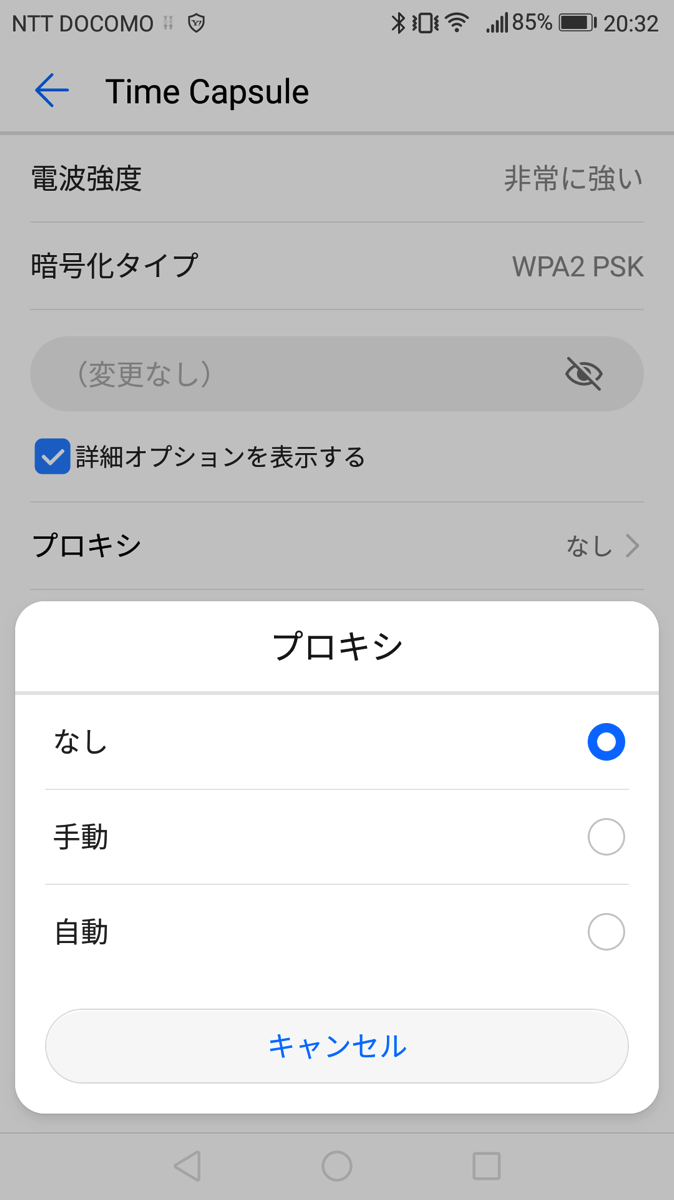 NTT DOCOMO 85% 20:32
Time Capsule
電波強度 非常に強い
暗号化タイプ WPA2 PSK
（変更なし）
詳細オプションを表示する
プロキシ なし
プロキシ
なし
手動
自動
キャンセル